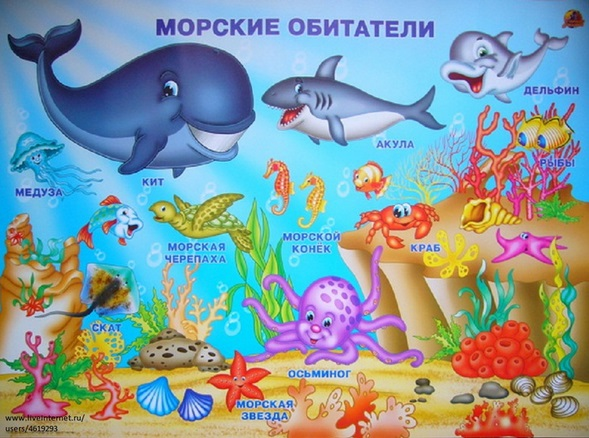 МОРСКИЕ ОБИТАТЕЛИ
ДЕЛЬФИН
АКУЛА
РЫБЫ
КИТ
МЕДУЗА
МОРСКАЯ
ЧЕРЕПАХА
МОРСКОЙ
КОНЕК
КРАБ
СКАТ
ОСЬМИНОГ
МОРСКАЯ
ЗВЕЗДА
www.liveinternet.ru/
users/4619293